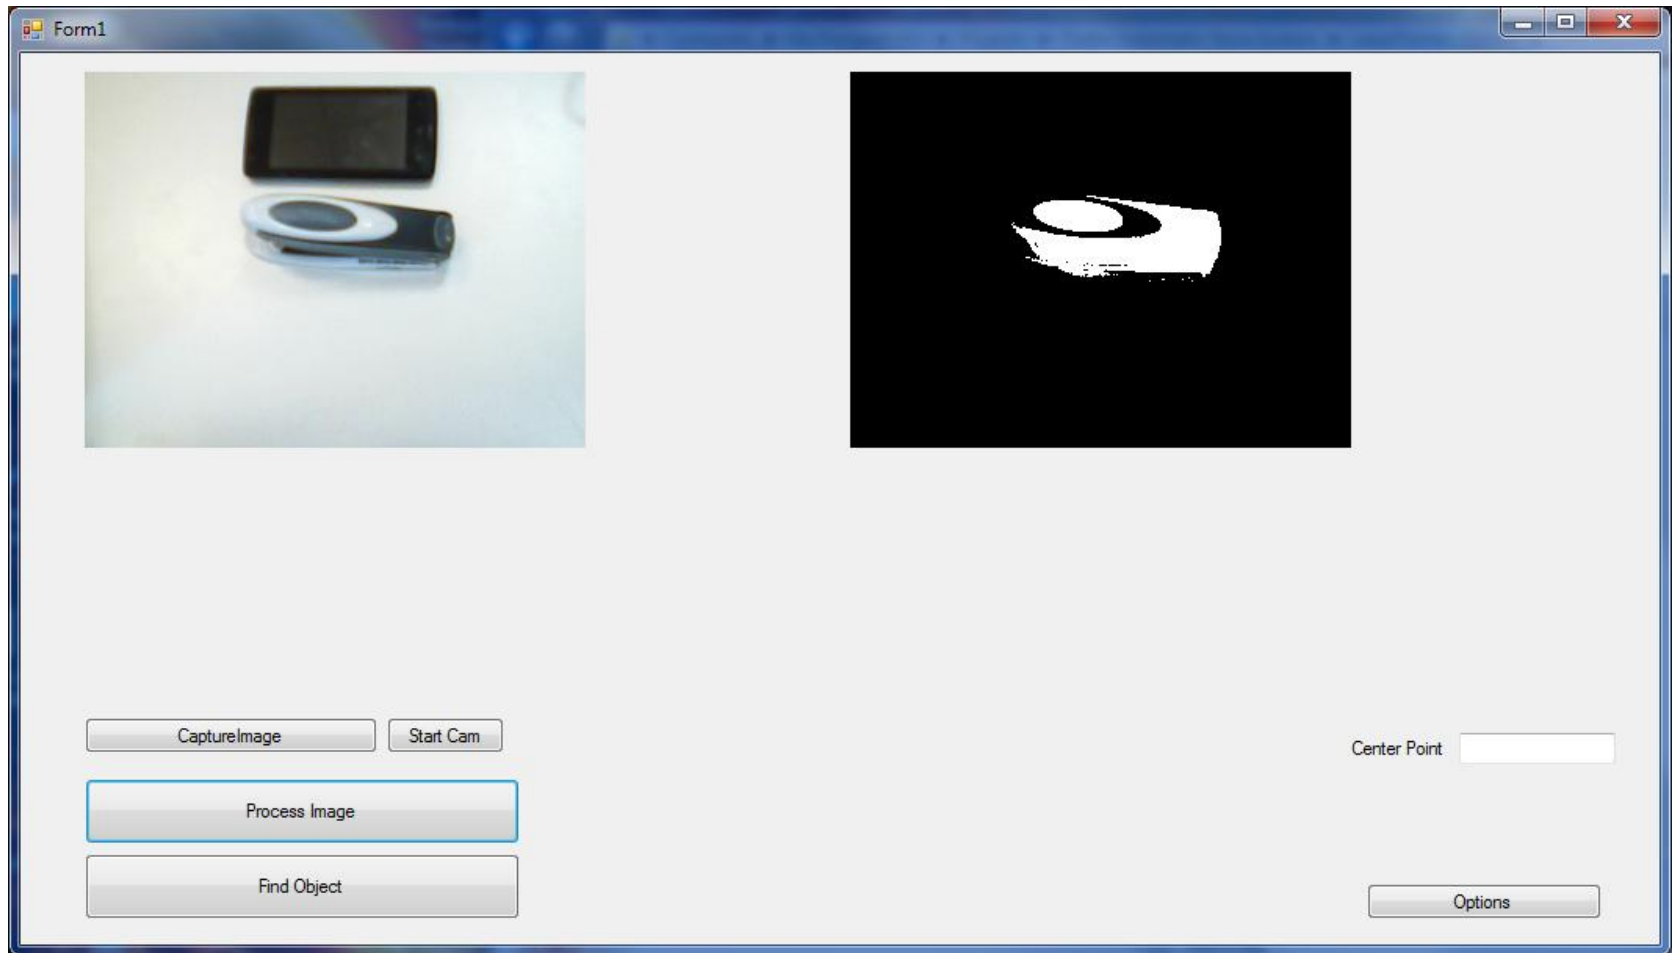 Form1
CaptureImage
Start Cam
Center Point
Process Image
Find Object
Options